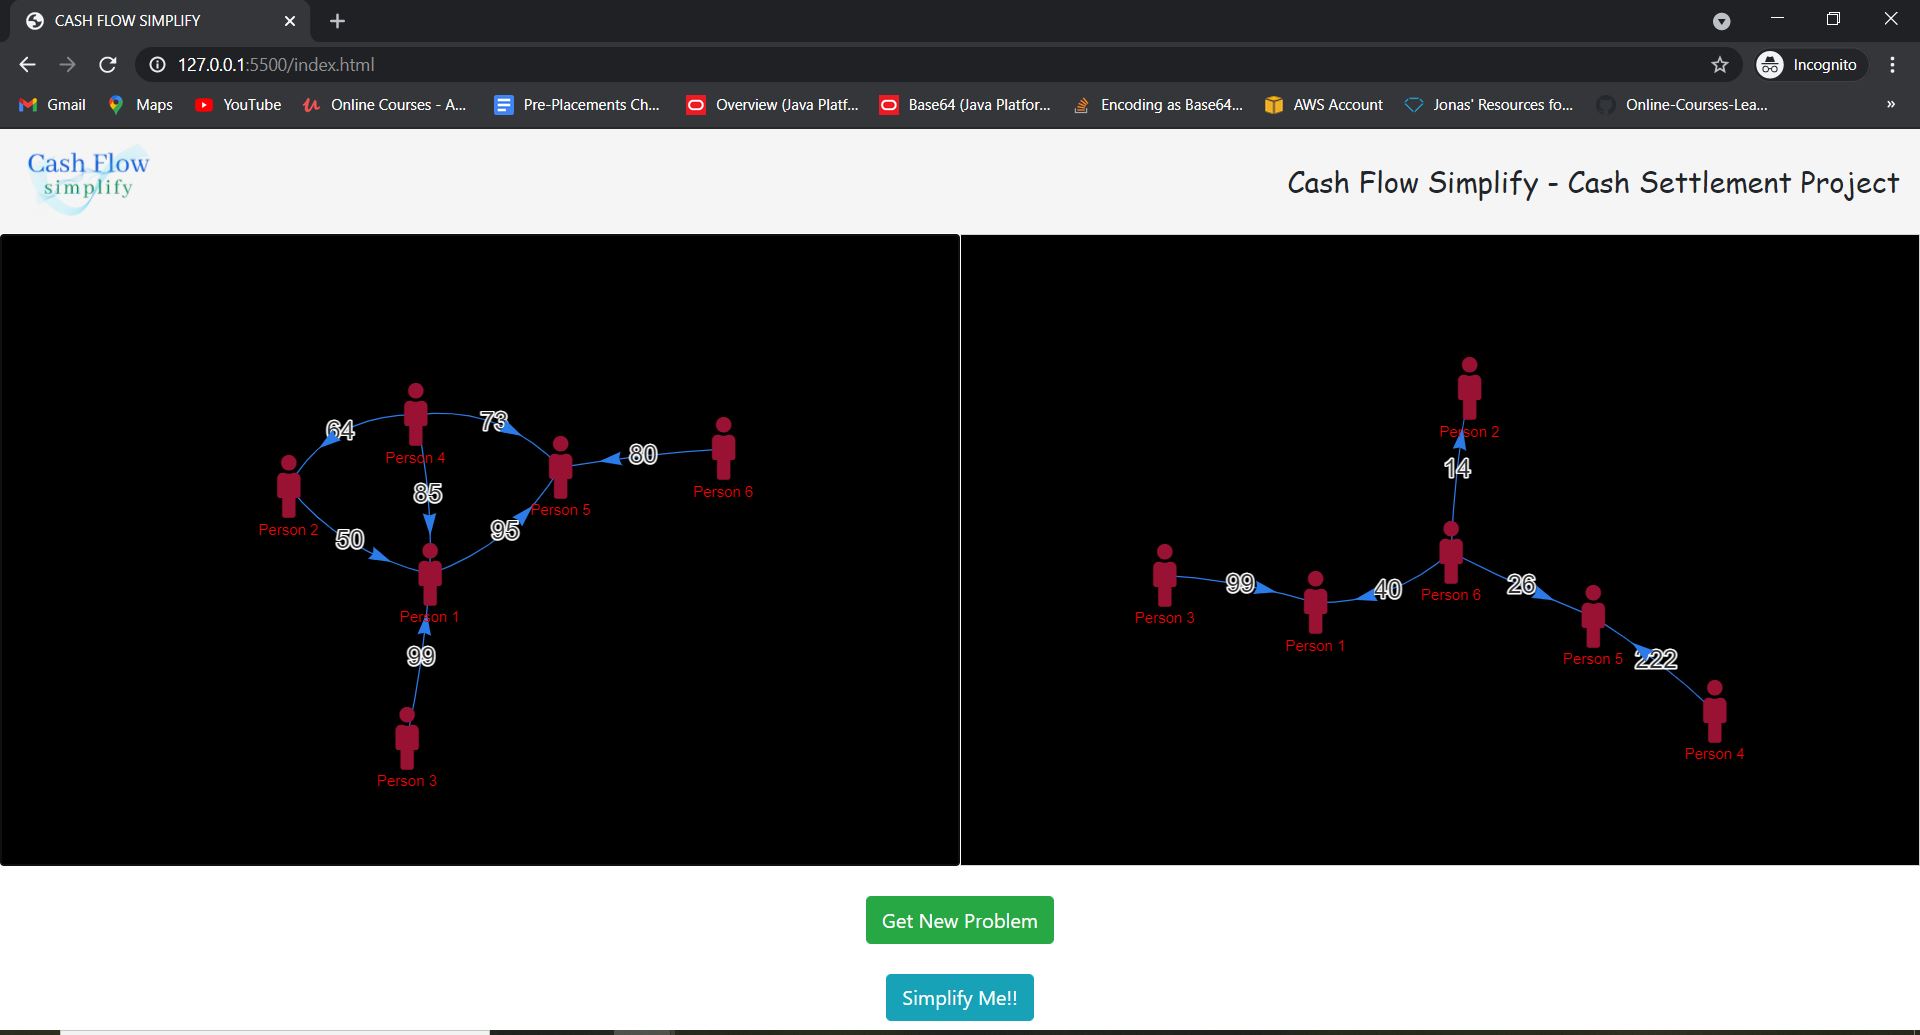 CASH FLOW SIMPLIFY
127.0.0.1:5500/index.html
Incognito
Gmail
Maps
YouTube
Online Courses - A...
Pre-Placements Ch...
Overview (Java Platf...
Base64 (Java Platfor...
Encoding as Base64...
AWS Account
Jonas' Resources fo...
Online-Courses-Lea...
»
Cash Flow
simplify
Cash Flow Simplify - Cash Settlement Project
64
73
Person 4
80
Person 6
85
Person 5
Person 2
50
95
Person 1
99
Person 3
Person 2
14
99
40
Person 6
26
Person 3
Person 1
Person 5
222
Person 4
Get New Problem
Simplify Me!!